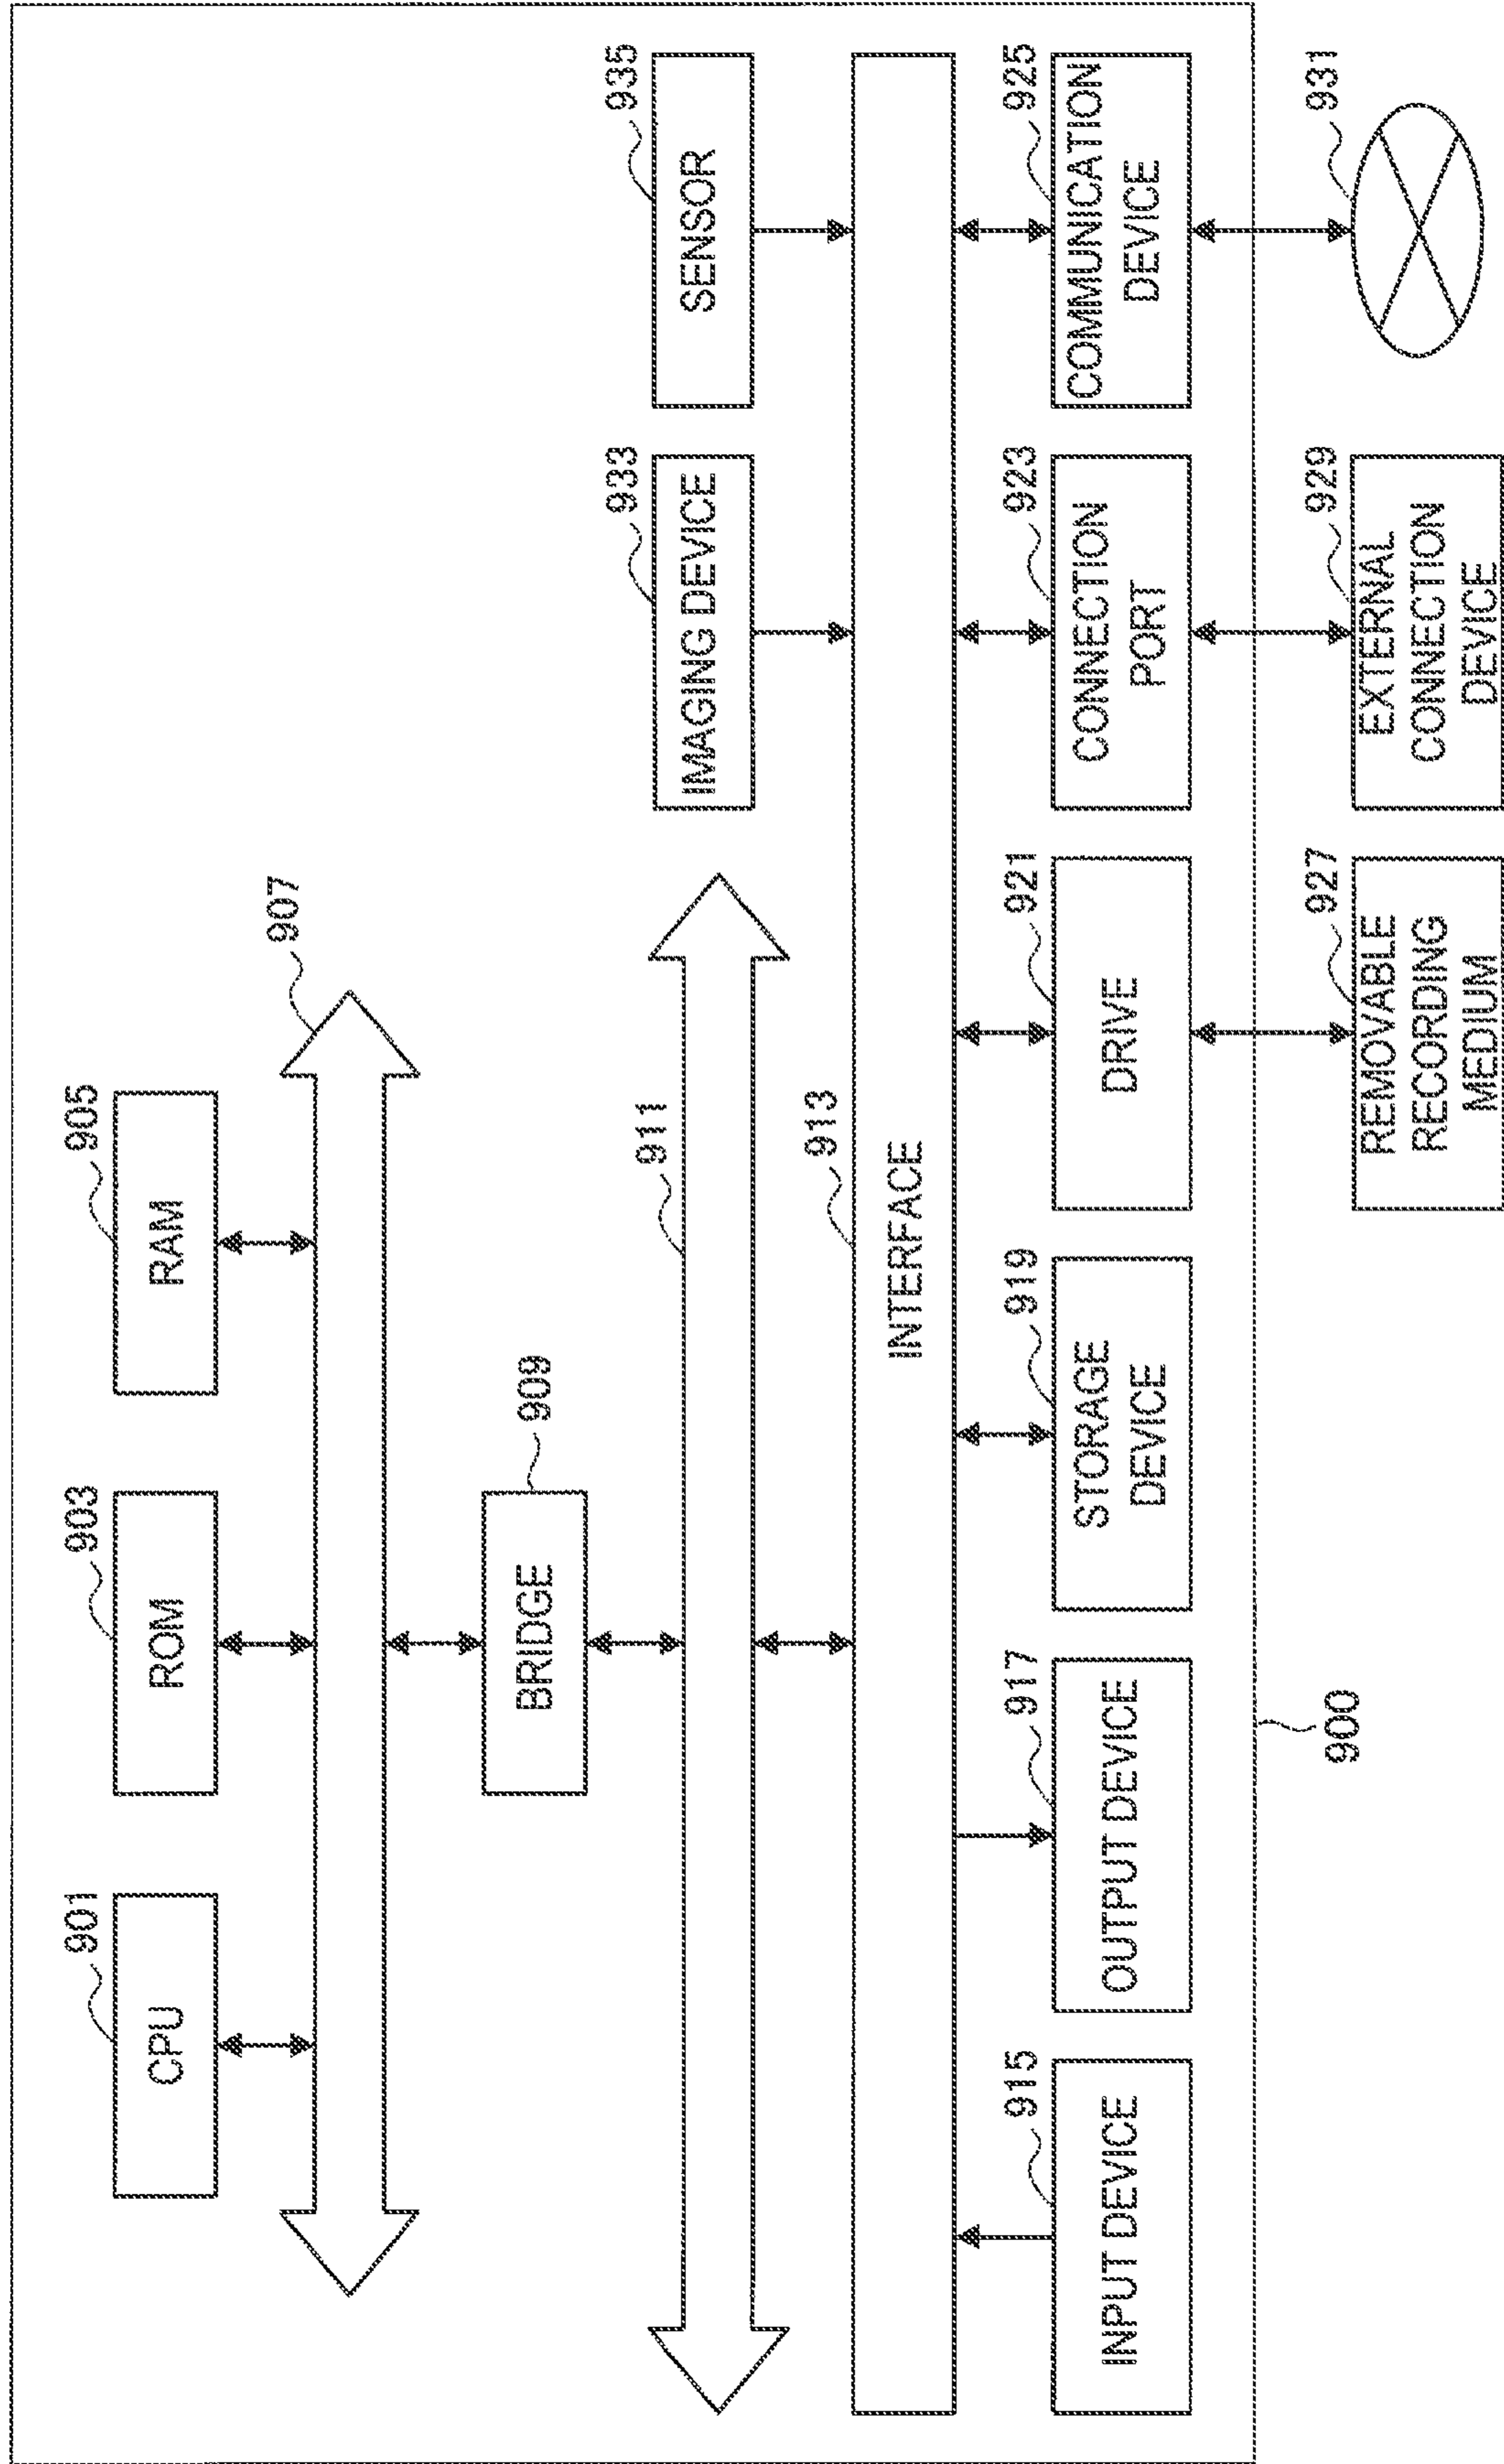 901
903
905
CPU
ROM
RAM
907
909
BRIDGE
933
935
IMAGING DEVICE
SENSOR
911
913
INTERFACE
915
917
919
921
923
925
INPUT DEVICE
OUTPUT DEVICE
STORAGE
DEVICE
DRIVE
CONNECTION
PORT
COMMUNICATION
DEVICE
900
927
929
931
REMOVABLE
RECORDING
MEDIUM
EXTERNAL
CONNECTION
DEVICE